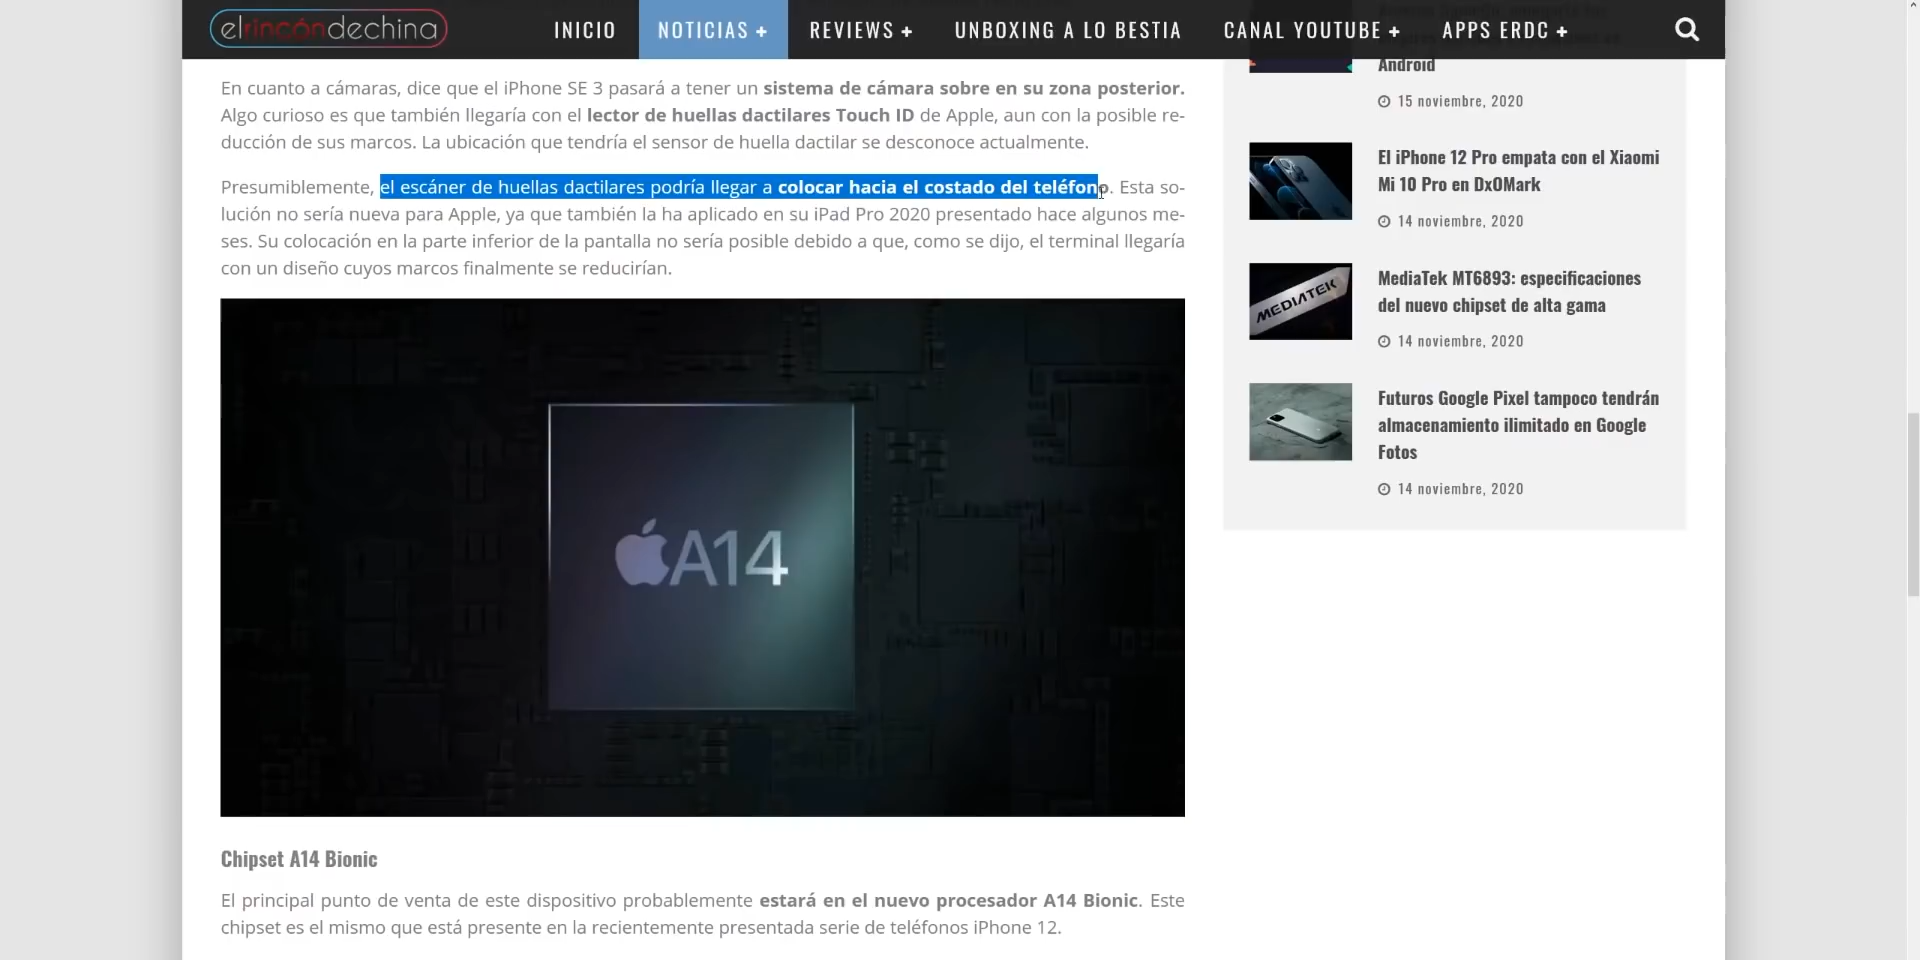 elrincóndechina INICIO NOTICIAS + REVIEWS + UNBOXING A LO BESTIA CANAL YOUTUBE + APPS ERDC +
En cuanto a cámaras, dice que el iPhone SE 3 pasará a tener un sistema de cámara sobre en su zona posterior.
Algo curioso es que también llegaría con el lector de huellas dactilares Touch ID de Apple, aun con la posible re-
ducción de sus marcos. La ubicación que tendría el sensor de huella dactilar se desconoce actualmente.
Presumiblemente, el escáner de huellas dactilares podría llegar a colocar hacia el costado del teléfono. Esta so-
lución no sería nueva para Apple, ya que también la ha aplicado en su iPad Pro 2020 presentado hace algunos me-
ses. Su colocación en la parte inferior de la pantalla no sería posible debido a que, como se dijo, el terminal llegaría
con un diseño cuyos marcos finalmente se reducirían.
A14
Chipset A14 Bionic
El principal punto de venta de este dispositivo probablemente estará en el nuevo procesador A14 Bionic. Este
chipset es el mismo que está presente en la recientemente presentada serie de teléfonos iPhone 12.
Android
15 noviembre, 2020
El iPhone 12 Pro empata con el Xiaomi
Mi 10 Pro en DxOMark
14 noviembre, 2020
MEDIATEK
MediaTek MT6893: especificaciones
del nuevo chipset de alta gama
14 noviembre, 2020
Futuros Google Pixel tampoco tendrán
almacenamiento ilimitado en Google
Fotos
14 noviembre, 2020